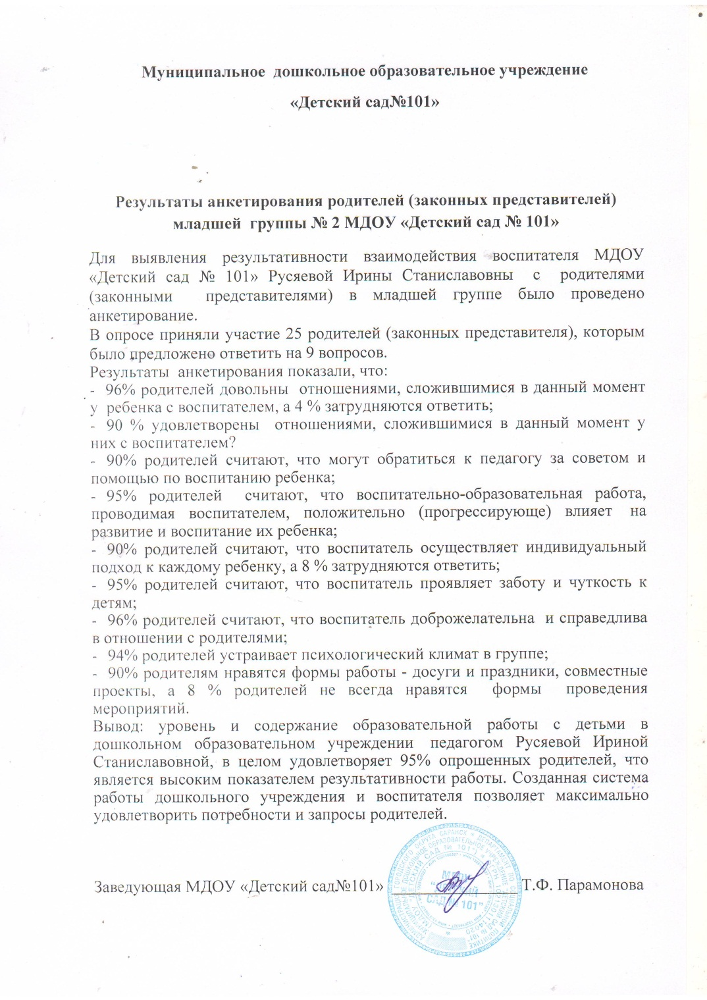 Муниципальное дошкольное образовательное учреждение
«Детский сад№101»
Результаты анкетирования родителей (законных представителей)
младшей группы № 2 МДОУ «Детский сад № 101»
Для выявления результативности взаимодействия воспитателя МДОУ
«Детский сад № 101» Русяевой Ирины Станиславовны с родителями
(законными представителями) в младшей группе было проведено
анкетирование.
В опросе приняли участие 25 родителей (законных представителя), которым
было предложено ответить на 9 вопросов.
Результаты анкетирования показали, что:
- 96% родителей довольны отношениями, сложившимися в данный момент
у ребенка с воспитателем, а 4 % затрудняются ответить;
- 90 % удовлетворены отношениями, сложившимися в данный момент у
них с воспитателем?
- 90% родителей считают, что могут обратиться к педагогу за советом и
помощью по воспитанию ребенка;
- 95% родителей считают, что воспитательно-образовательная работа,
проводимая воспитателем, положительно (прогрессирующе) влияет на
развитие и воспитание их ребенка;
- 90% родителей считают, что воспитатель осуществляет индивидуальный
подход к каждому ребенку, а 8 % затрудняются ответить;
- 95% родителей считают, что воспитатель проявляет заботу и чуткость к
детям;
- 96% родителей считают, что воспитатель доброжелательна и справедлива
в отношении с родителями;
- 94% родителей устраивает психологический климат в группе;
- 90% родителям нравятся формы работы - досуги и праздники, совместные
проекты, а 8 % родителей не всегда нравятся формы проведения
мероприятий.
Вывод: уровень и содержание образовательной работы с детьми в
дошкольном образовательном учреждении педагогом Русяевой Ириной
Станиславовной, в целом удовлетворяет 95% опрошенных родителей, что
является высоким показателем результативности работы. Созданная система
работы дошкольного учреждения и воспитателя позволяет максимально
удовлетворить потребности и запросы родителей.
Заведующая МДОУ «Детский сад№101» Т.Ф. Парамонова
МДОУ
САД № 101"